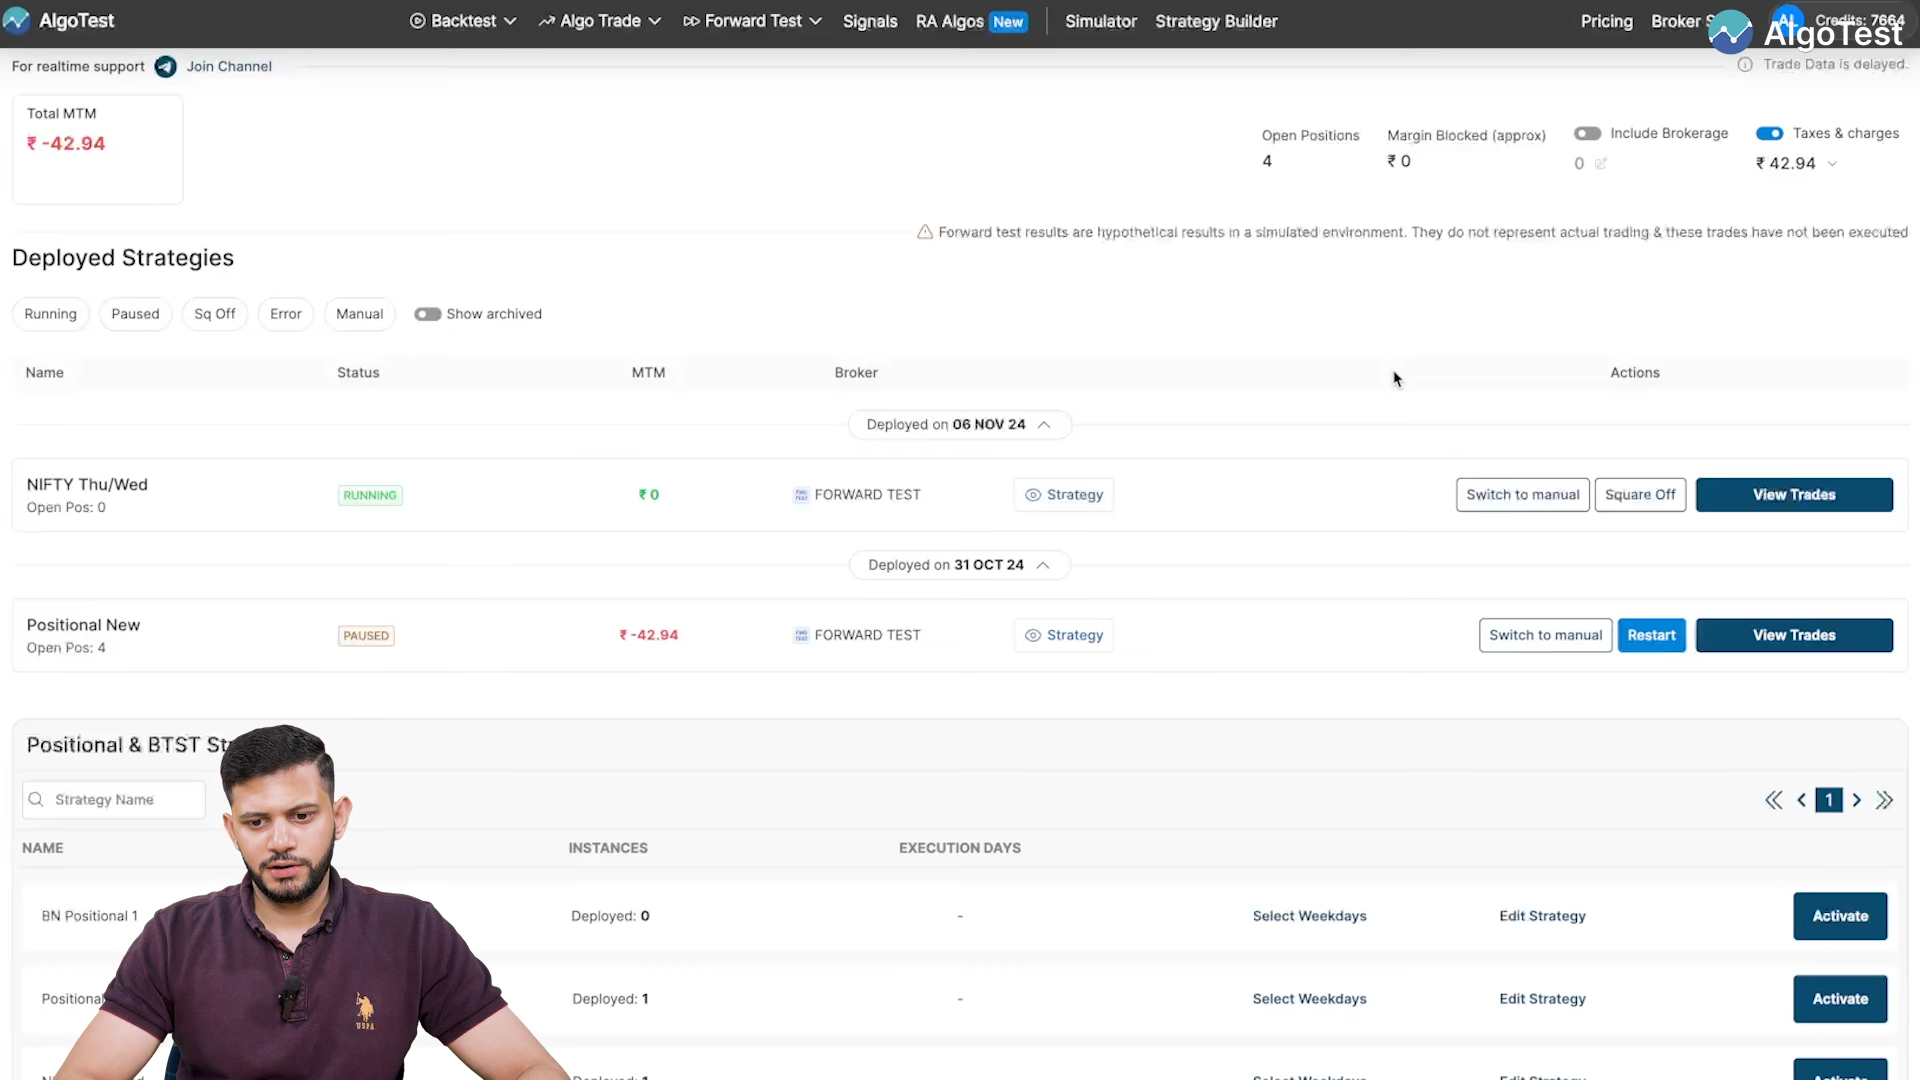 AlgoTest
Backtest
Algo Trade
Forward Test
Signals
RA Algos New
Simulator
Strategy Builder
Pricing
Broker
Credits: 7664
AlgoTest
For realtime support Join Channel
Trade Data is delayed.
Total MTM
₹ -42.94
Open Positions
4
Margin Blocked (approx)
₹ 0
Include Brokerage
0
Taxes & charges
₹ 42.94
Forward test results are hypothetical results in a simulated environment. They do not represent actual trading & these trades have not been executed
Deployed Strategies
Running Paused Sq Off Error Manual Show archived
Name Status MTM Broker Actions
Deployed on 06 NOV 24
NIFTY Thu/Wed
Open Pos: 0
RUNNING
₹ 0
FWD TEST FORWARD TEST
Strategy
Switch to manual
Square Off
View Trades
Deployed on 31 OCT 24
Positional New
Open Pos: 4
PAUSED
₹ -42.94
FWD TEST FORWARD TEST
Strategy
Switch to manual
Restart
View Trades
Positional & BTST
Strategy Name
1
NAME INSTANCES EXECUTION DAYS
BN Positional 1 Deployed: 0 - Select Weekdays Edit Strategy Activate
Positional Deployed: 1 - Select Weekdays Edit Strategy Activate
USPA